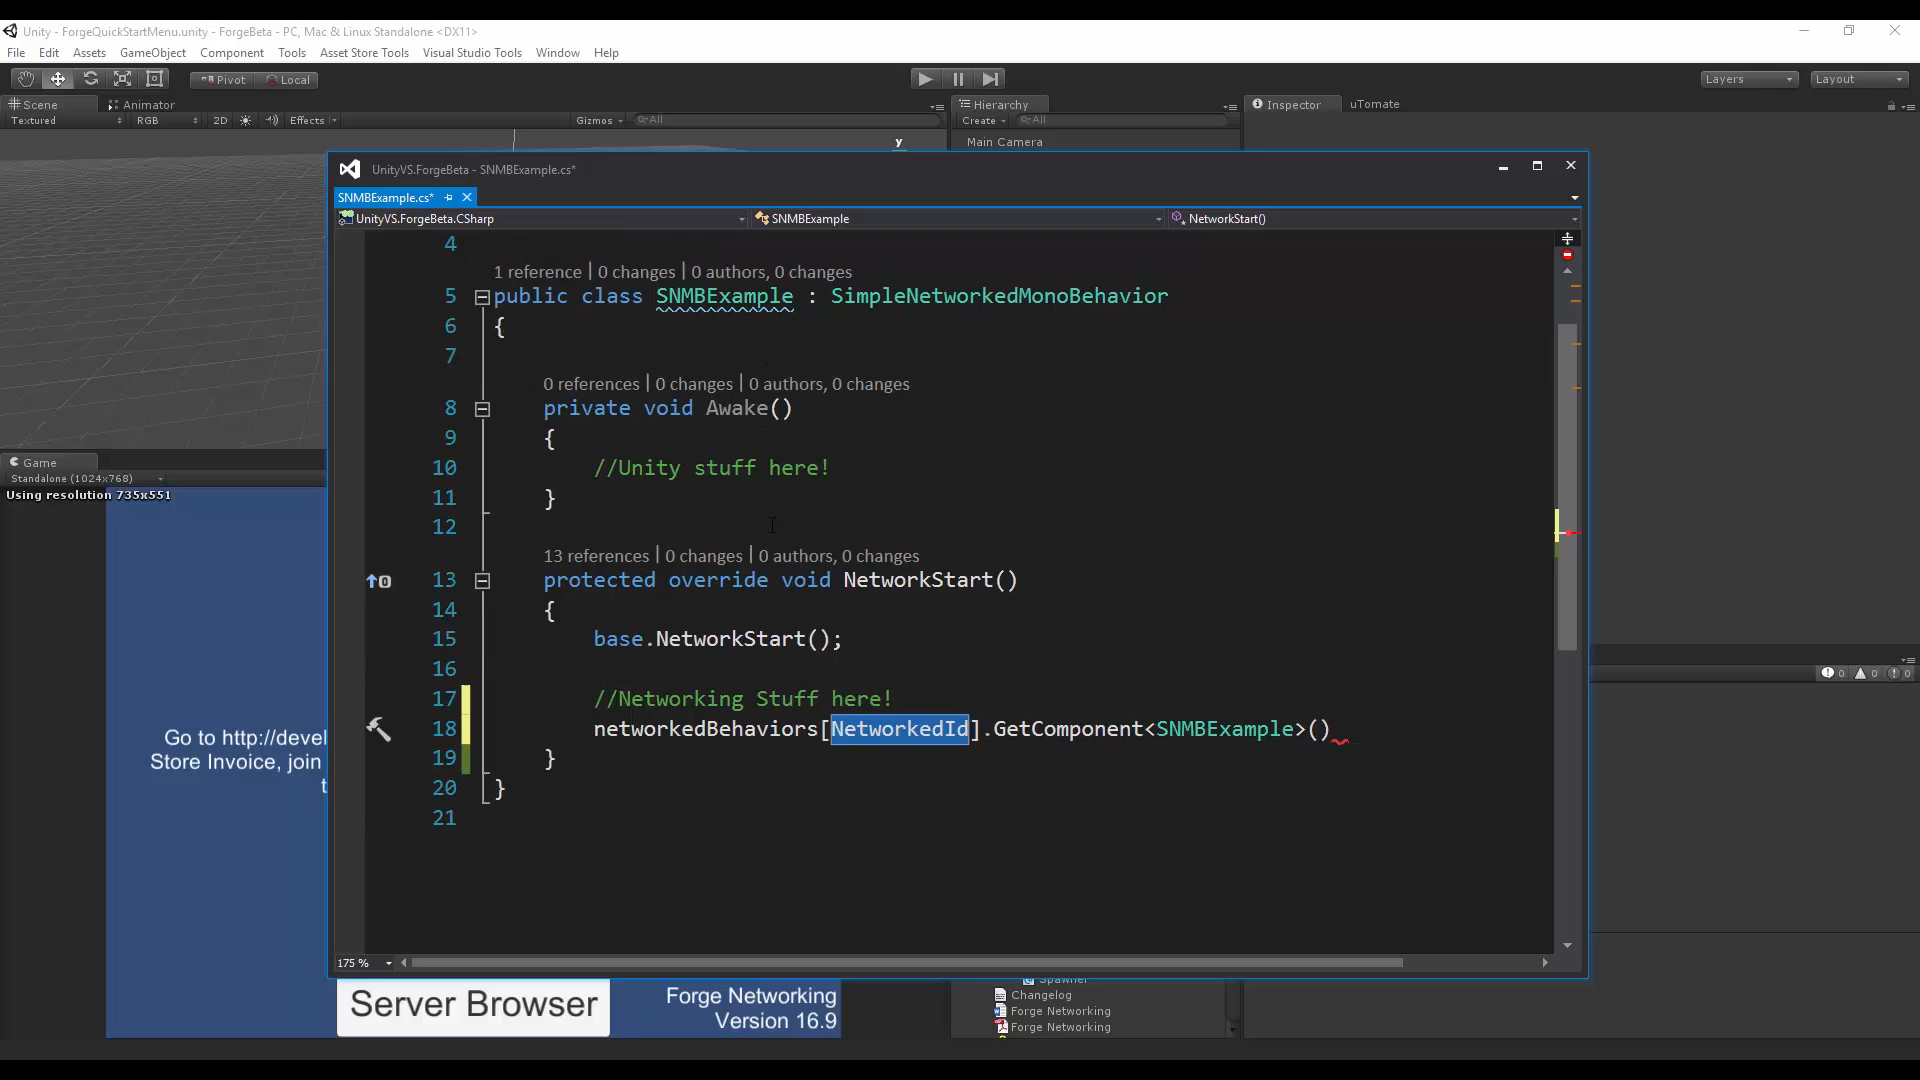 Unity - ForgeQuickStartMenu.unity - ForgeBeta - PC, Mac & Linux Standalone <DX11>
File Edit Assets GameObject Component Tools Asset Store Tools Visual Studio Tools Window Help
Pivot Local Layers Layout
Scene Animator Hierarchy Inspector uTomate
Textured RGB 2D Effects Gizmos All Create All
y Main Camera
UnityVS.ForgeBeta - SNMBExample.cs*
SNMBExample.cs*
UnityVS.ForgeBeta.CSharp SNMBExample NetworkStart()
4
1 reference | 0 changes | 0 authors, 0 changes
5 public class SNMBExample : SimpleNetworkedMonoBehavior
6 {
7
0 references | 0 changes | 0 authors, 0 changes
8 private void Awake()
9 {
10 //Unity stuff here!
11 }
12
13 references | 0 changes | 0 authors, 0 changes
13 protected override void NetworkStart()
14 {
15 base.NetworkStart();
16
17 //Networking Stuff here!
18 networkedBehaviors[NetworkedId].GetComponent<SNMBExample>()
19 }
20 }
21
175 %
Game
Standalone (1024x768)
Using resolution 735x551
Go to http://devel
Store Invoice, join
t
0 0 0
Server Browser
Forge Networking
Version 16.9
Spawner
Changelog
Forge Networking
Forge Networking